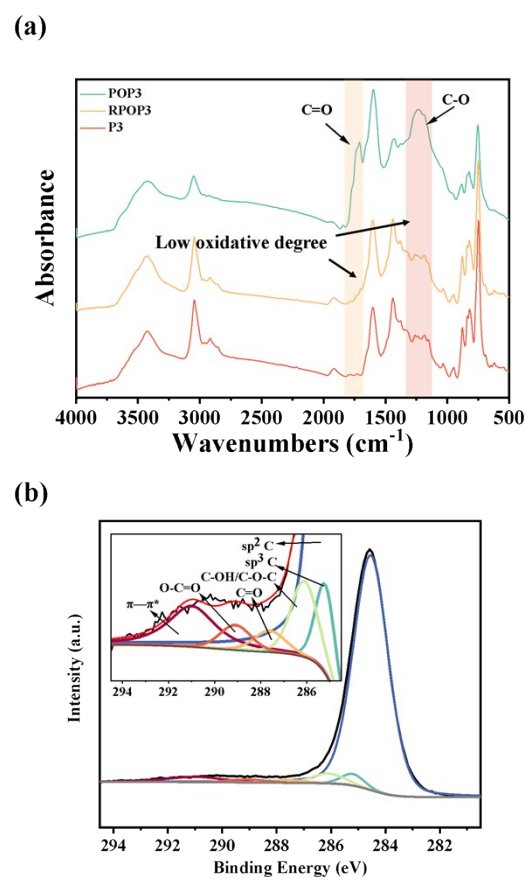 (a)
POP3
RPOP3
P3
C=O
C-O
Low oxidative degree
Absorbance
4000 3500 3000 2500 2000 1500 1000 500
Wavenumbers (cm-1)
(b)
sp2 C
sp3 C
C-OH/C-O-C
O-C=O
C=O
π—π*
294 292 290 288 286
Intensity (a.u.)
294 292 290 288 286 284 282
Binding Energy (eV)